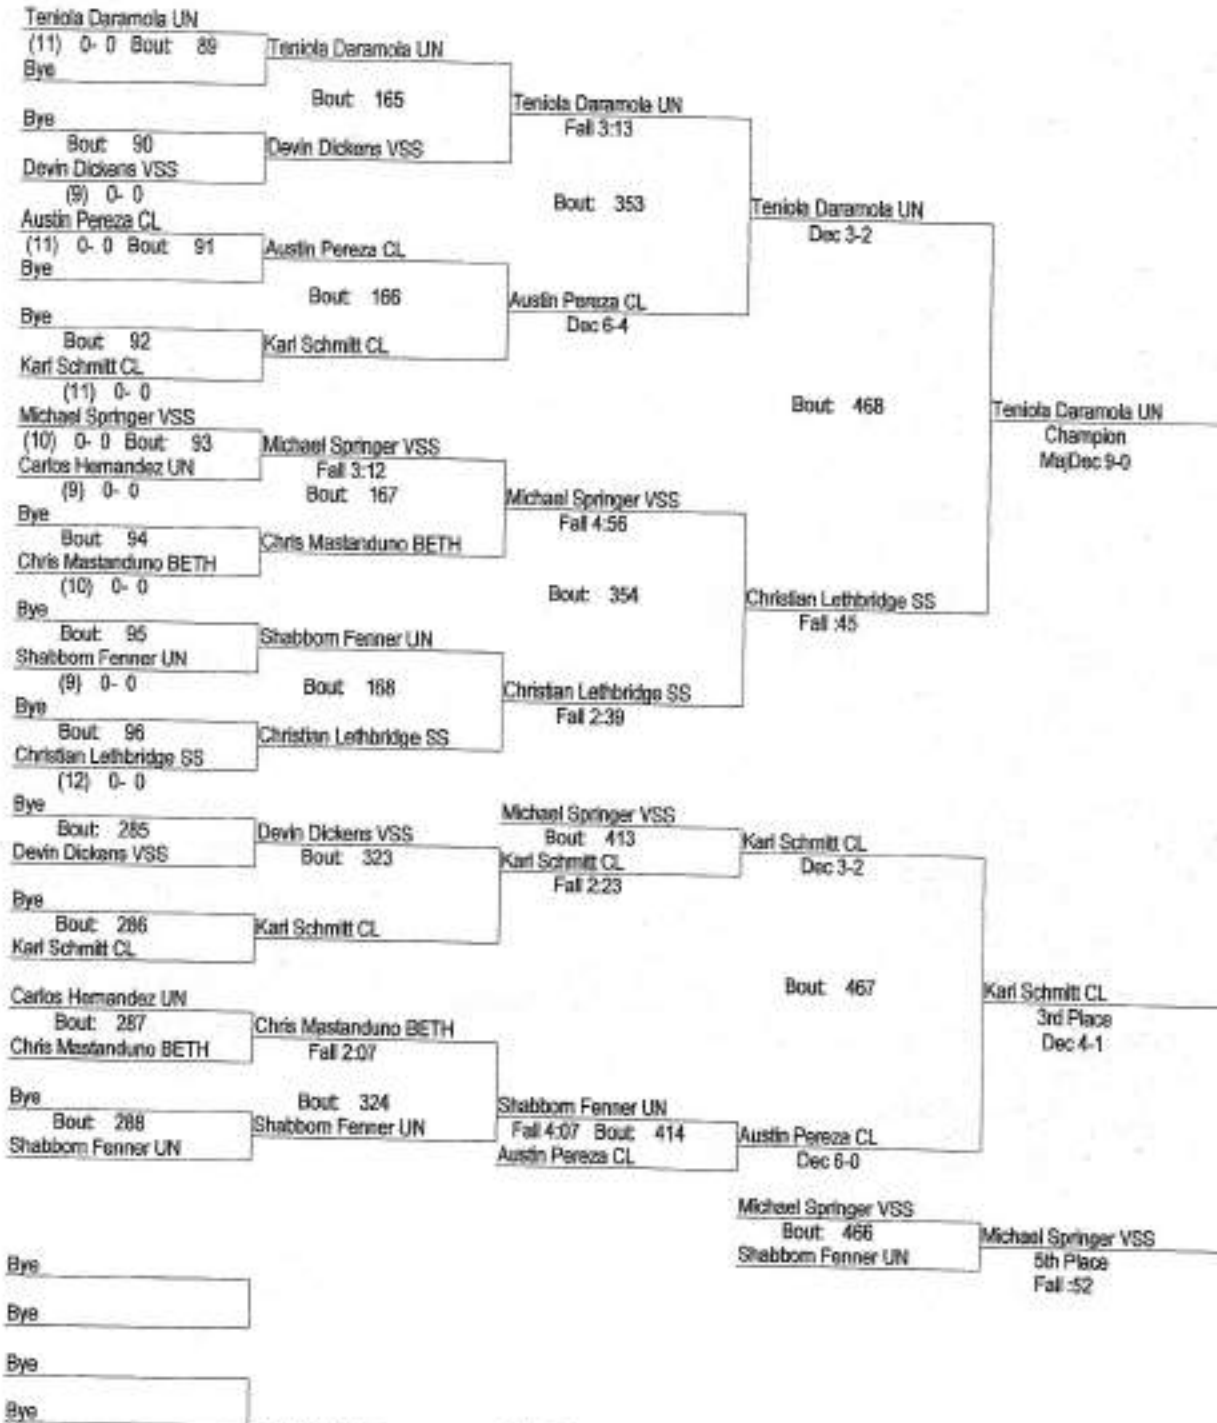 Teniola Daramola UN
(11) 0- 0 Bout: 89
Bye
Teniola Daramola UN
Bout: 165
Bye
Bout: 90
Devin Dickens VSS
(9) 0- 0
Devin Dickens VSS
Teniola Daramola UN
Fall 3:13
Bout: 353
Austin Pereza CL
(11) 0- 0 Bout: 91
Bye
Austin Pereza CL
Bout: 166
Bye
Bout: 92
Karl Schmitt CL
(11) 0- 0
Karl Schmitt CL
Austin Pereza CL
Dec 6-4
Teniola Daramola UN
Dec 3-2
Bout: 468
Teniola Daramola UN
Champion
MajDec 9-0
Michael Springer VSS
(10) 0- 0 Bout: 93
Carlos Hernandez UN
(9) 0- 0
Michael Springer VSS
Fall 3:12
Bout: 167
Bye
Bout: 94
Chris Mastanduno BETH
(10) 0- 0
Chris Mastanduno BETH
Michael Springer VSS
Fall 4:56
Bout: 354
Bye
Bout: 95
Shabborn Fenner UN
(9) 0- 0
Shabborn Fenner UN
Bout: 168
Bye
Bout: 96
Christian Lethbridge SS
(12) 0- 0
Christian Lethbridge SS
Christian Lethbridge SS
Fall 2:39
Christian Lethbridge SS
Fall :45
Bye
Bout: 285
Devin Dickens VSS
Devin Dickens VSS
Bout: 323
Bye
Bout: 286
Karl Schmitt CL
Karl Schmitt CL
Michael Springer VSS
Bout: 413
Karl Schmitt CL
Fall 2:23
Karl Schmitt CL
Dec 3-2
Bout: 467
Karl Schmitt CL
3rd Place
Dec 4-1
Carlos Hernandez UN
Bout: 287
Chris Mastanduno BETH
Chris Mastanduno BETH
Fall 2:07
Bout: 324
Bye
Bout: 288
Shabborn Fenner UN
Shabborn Fenner UN
Shabborn Fenner UN
Fall 4:07 Bout: 414
Austin Pereza CL
Austin Pereza CL
Dec 6-0
Michael Springer VSS
Bout: 466
Shabborn Fenner UN
Michael Springer VSS
5th Place
Fall :52
Bye
Bye
Bye
Bye